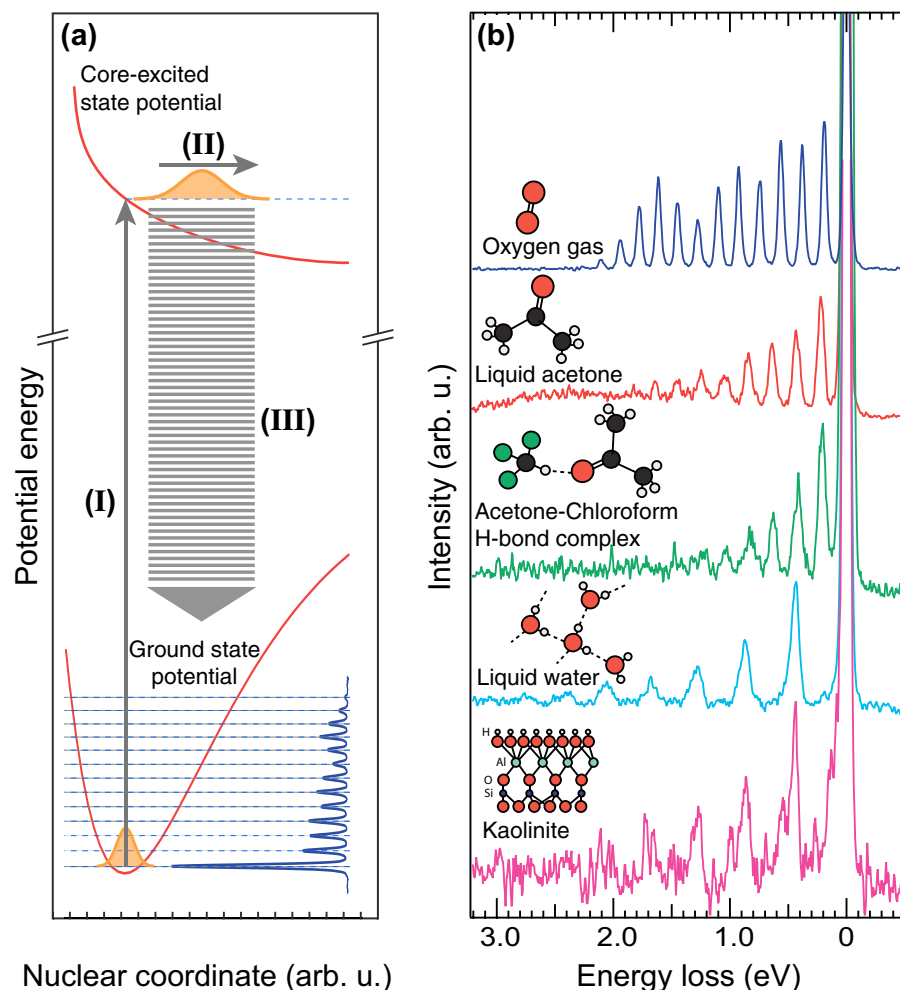 (a)
Core-excited
state potential
(II)
(I)
(III)
Ground state
potential
Potential energy
Nuclear coordinate (arb. u.)
(b)
Oxygen gas
Liquid acetone
Acetone-Chloroform
H-bond complex
Liquid water
H
Al
O
Si
Kaolinite
Intensity (arb. u.)
3.0 2.0 1.0 0
Energy loss (eV)